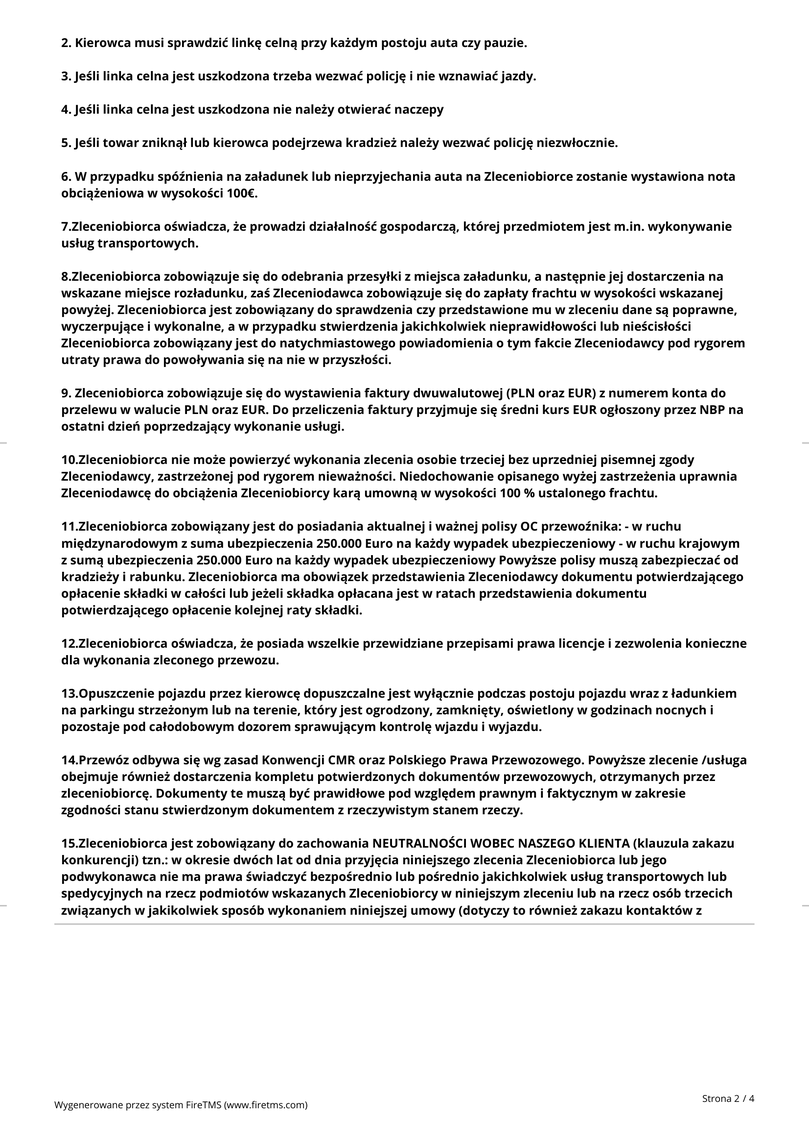 2. Kierowca musi sprawdzić linkę celną przy każdym postoju auta czy pauzie.
3. Jeśli linka celna jest uszkodzona trzeba wezwać policję i nie wznawiać jazdy.
4. Jeśli linka celna jest uszkodzona nie należy otwierać naczepy
5. Jeśli towar zniknął lub kierowca podejrzewa kradzież należy wezwać policję niezwłocznie.
6. W przypadku spóźnienia na załadunek lub nieprzyjechania auta na Zleceniobiorce zostanie wystawiona nota
obciążeniowa w wysokości 100€.
7.Zleceniobiorca oświadcza, że prowadzi działalność gospodarczą, której przedmiotem jest m.in. wykonywanie
usług transportowych.
8.Zleceniobiorca zobowiązuje się do odebrania przesyłki z miejsca załadunku, a następnie jej dostarczenia na
wskazane miejsce rozładunku, zaś Zleceniodawca zobowiązuje się do zapłaty frachtu w wysokości wskazanej
powyżej. Zleceniobiorca jest zobowiązany do sprawdzenia czy przedstawione mu w zleceniu dane są poprawne,
wyczerpujące i wykonalne, a w przypadku stwierdzenia jakichkolwiek nieprawidłowości lub nieścisłości
Zleceniobiorca zobowiązany jest do natychmiastowego powiadomienia o tym fakcie Zleceniodawcy pod rygorem
utraty prawa do powoływania się na nie w przyszłości.
9. Zleceniobiorca zobowiązuje się do wystawienia faktury dwuwalutowej (PLN oraz EUR) z numerem konta do
przelewu w walucie PLN oraz EUR. Do przeliczenia faktury przyjmuje się średni kurs EUR ogłoszony przez NBP na
ostatni dzień poprzedzający wykonanie usługi.
10.Zleceniobiorca nie może powierzyć wykonania zlecenia osobie trzeciej bez uprzedniej pisemnej zgody
Zleceniodawcy, zastrzeżonej pod rygorem nieważności. Niedochowanie opisanego wyżej zastrzeżenia uprawnia
Zleceniodawcę do obciążenia Zleceniobiorcy karą umowną w wysokości 100 % ustalonego frachtu.
11.Zleceniobiorca zobowiązany jest do posiadania aktualnej i ważnej polisy OC przewoźnika: - w ruchu
międzynarodowym z suma ubezpieczenia 250.000 Euro na każdy wypadek ubezpieczeniowy - w ruchu krajowym
z sumą ubezpieczenia 250.000 Euro na każdy wypadek ubezpieczeniowy Powyższe polisy muszą zabezpieczać od
kradzieży i rabunku. Zleceniobiorca ma obowiązek przedstawienia Zleceniodawcy dokumentu potwierdzającego
opłacenie składki w całości lub jeżeli składka opłacana jest w ratach przedstawienia dokumentu
potwierdzającego opłacenie kolejnej raty składki.
12.Zleceniobiorca oświadcza, że posiada wszelkie przewidziane przepisami prawa licencje i zezwolenia konieczne
dla wykonania zleconego przewozu.
13.Opuszczenie pojazdu przez kierowcę dopuszczalne jest wyłącznie podczas postoju pojazdu wraz z ładunkiem
na parkingu strzeżonym lub na terenie, który jest ogrodzony, zamknięty, oświetlony w godzinach nocnych i
pozostaje pod całodobowym dozorem sprawującym kontrolę wjazdu i wyjazdu.
14.Przewóz odbywa się wg zasad Konwencji CMR oraz Polskiego Prawa Przewozowego. Powyższe zlecenie /usługa
obejmuje również dostarczenia kompletu potwierdzonych dokumentów przewozowych, otrzymanych przez
zleceniobiorcę. Dokumenty te muszą być prawidłowe pod względem prawnym i faktycznym w zakresie
zgodności stanu stwierdzonym dokumentem z rzeczywistym stanem rzeczy.
15.Zleceniobiorca jest zobowiązany do zachowania NEUTRALNOŚCI WOBEC NASZEGO KLIENTA (klauzula zakazu
konkurencji) tzn.: w okresie dwóch lat od dnia przyjęcia niniejszego zlecenia Zleceniobiorca lub jego
podwykonawca nie ma prawa świadczyć bezpośrednio lub pośrednio jakichkolwiek usług transportowych lub
spedycyjnych na rzecz podmiotów wskazanych Zleceniobiorcy w niniejszym zleceniu lub na rzecz osób trzecich
związanych w jakikolwiek sposób wykonaniem niniejszej umowy (dotyczy to również zakazu kontaktów z
Wygenerowane przez system FireTMS (www.firetms.com)
Strona 2 / 4